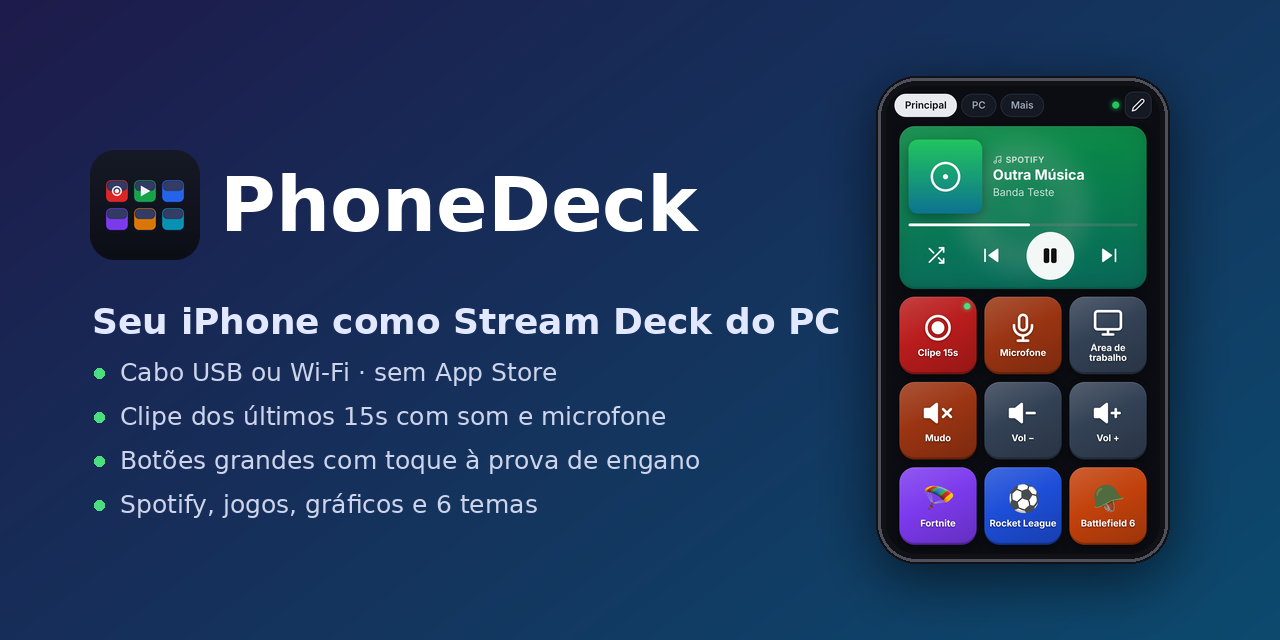 PhoneDeck
Seu iPhone como Stream Deck do PC
Cabo USB ou Wi-Fi · sem App Store
Clipe dos últimos 15s com som e microfone
Botões grandes com toque à prova de engano
Spotify, jogos, gráficos e 6 temas
Principal PC Mais
SPOTIFY
Outra Música
Banda Teste
Clipe 15s Microfone Area de
trabalho
Mudo Vol – Vol +
Fortnite Rocket League Battlefield 6